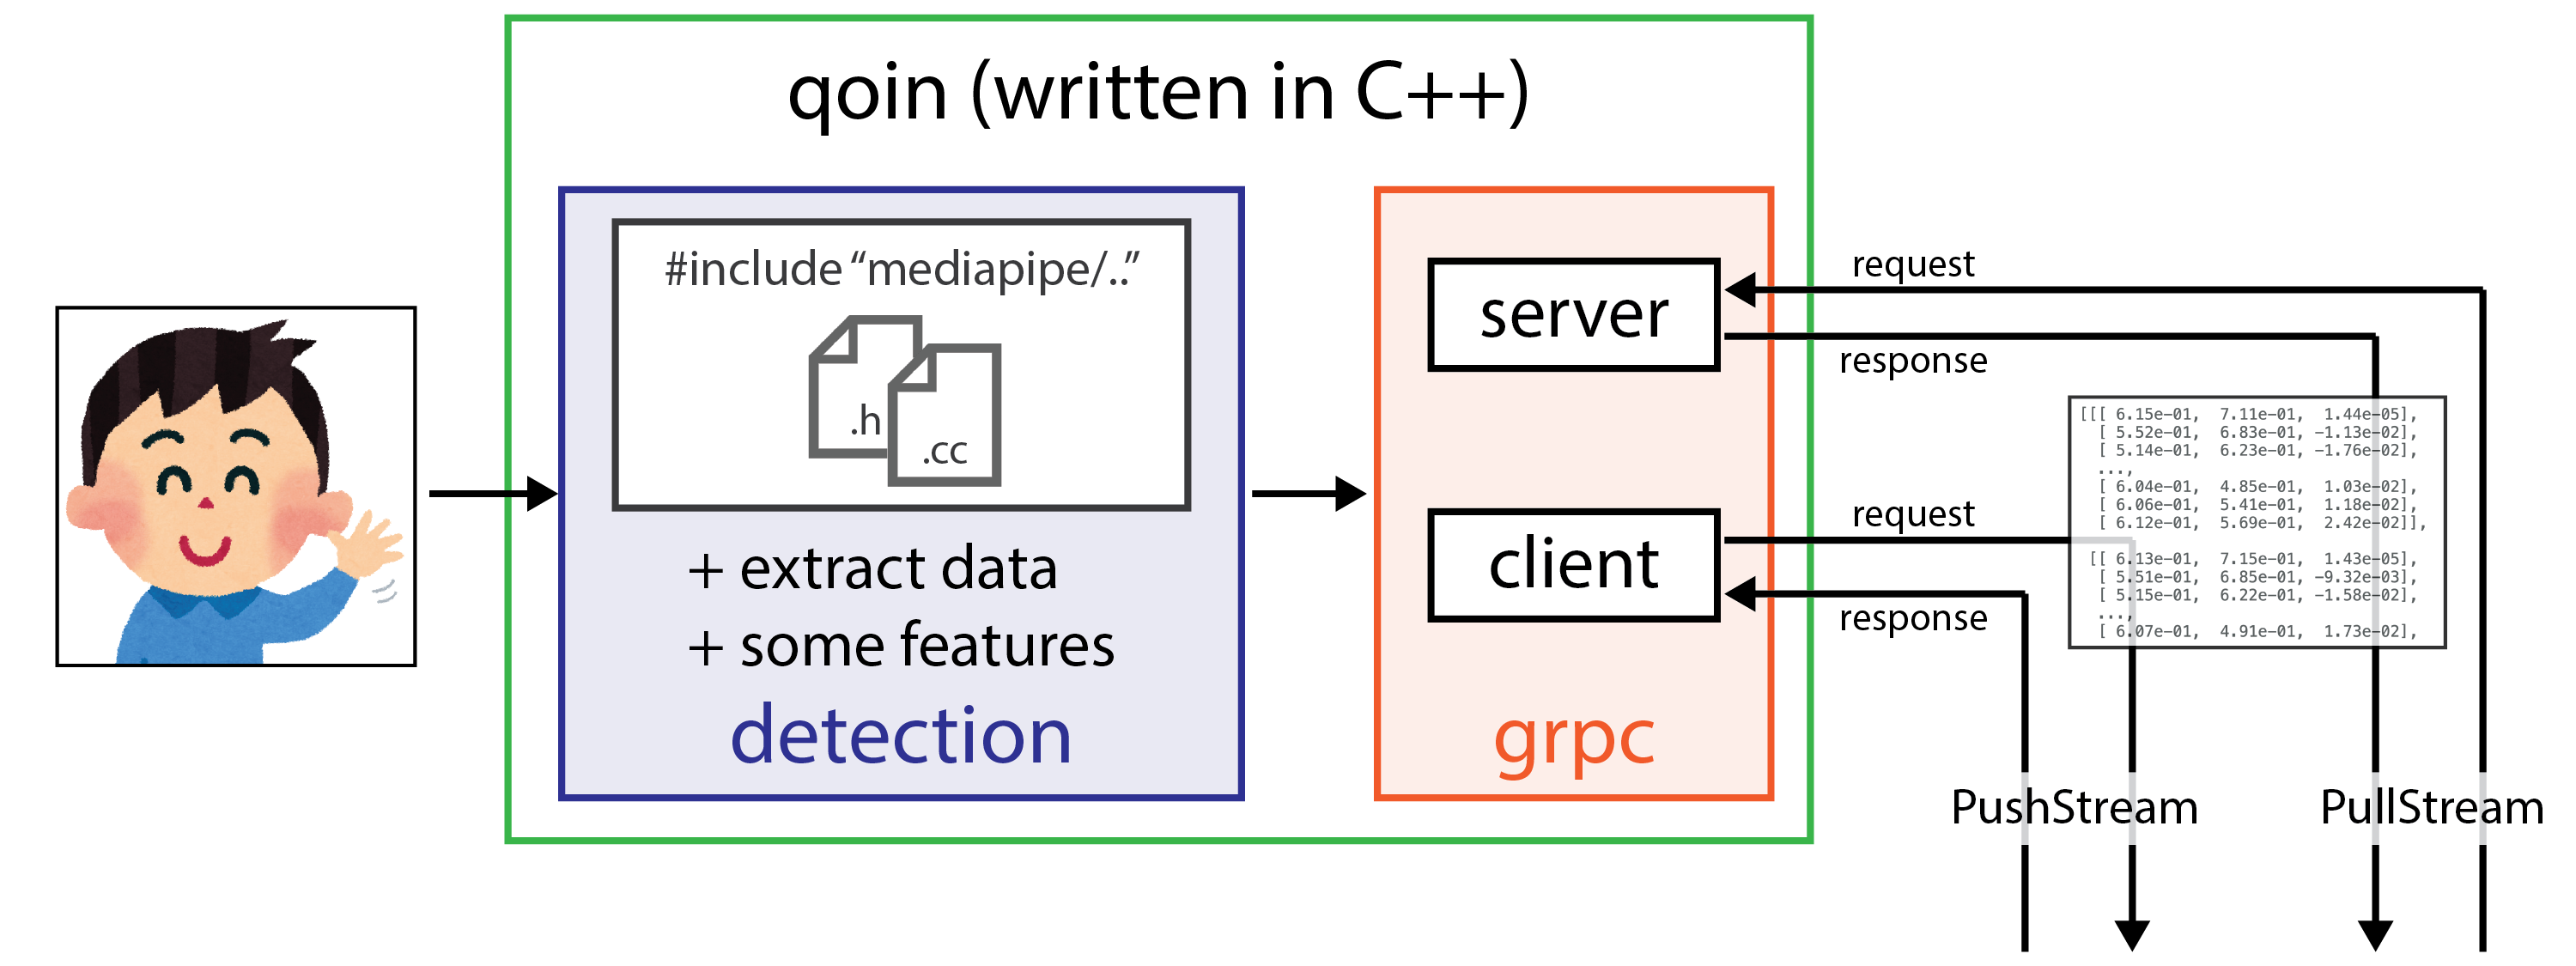 qoin (written in C++)
#include “mediapipe/..”
.h
.cc
+ extract data
+ some features
detection
server
client
grpc
request
response
request
response
[[[ 6.15e-01, 7.11e-01, 1.44e-05],
[ 5.52e-01, 6.83e-01, -1.13e-02],
[ 5.14e-01, 6.23e-01, -1.76e-02],
...,
[ 6.04e-01, 4.85e-01, 1.03e-02],
[ 6.06e-01, 5.41e-01, 1.18e-02],
[ 6.12e-01, 5.69e-01, 2.42e-02]],
[[ 6.13e-01, 7.15e-01, 1.43e-05],
[ 5.51e-01, 6.85e-01, -9.32e-03],
[ 5.15e-01, 6.22e-01, -1.58e-02],
...,
[ 6.07e-01, 4.91e-01, 1.73e-02],
PushStream
PullStream